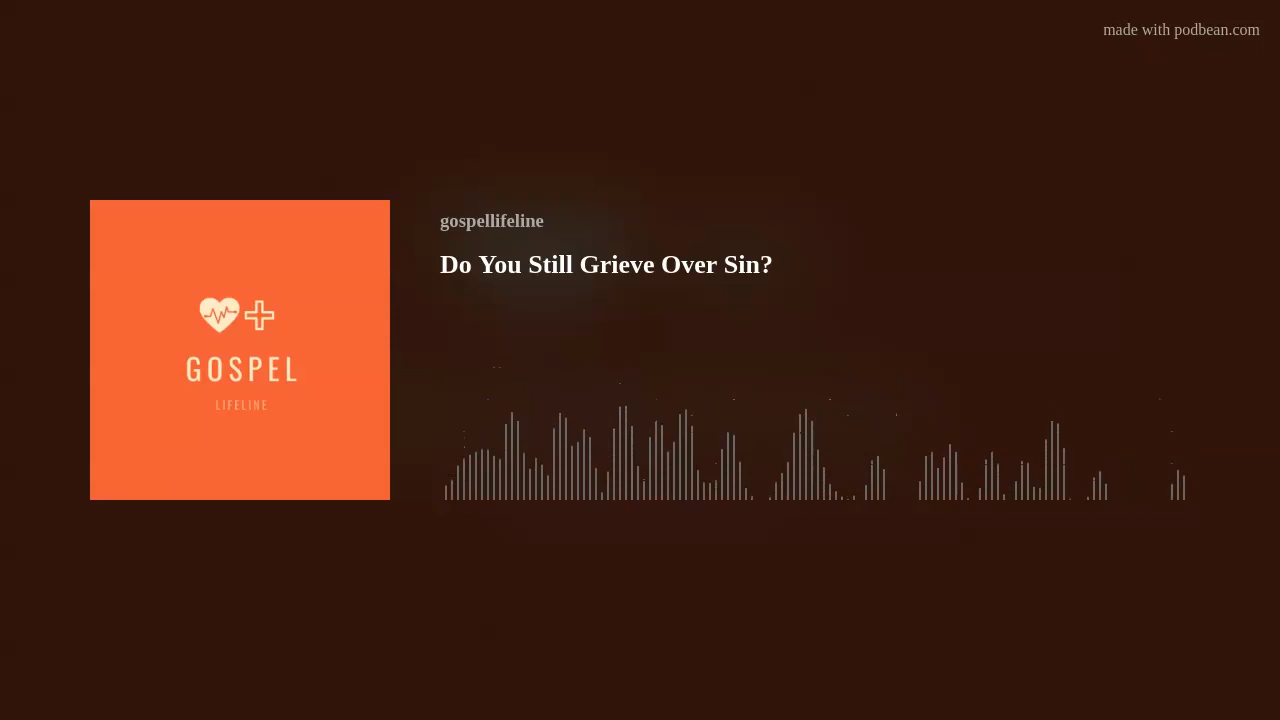 made with podbean.com
gospellifeline
Do You Still Grieve Over Sin?
GOSPEL
LIFELINE